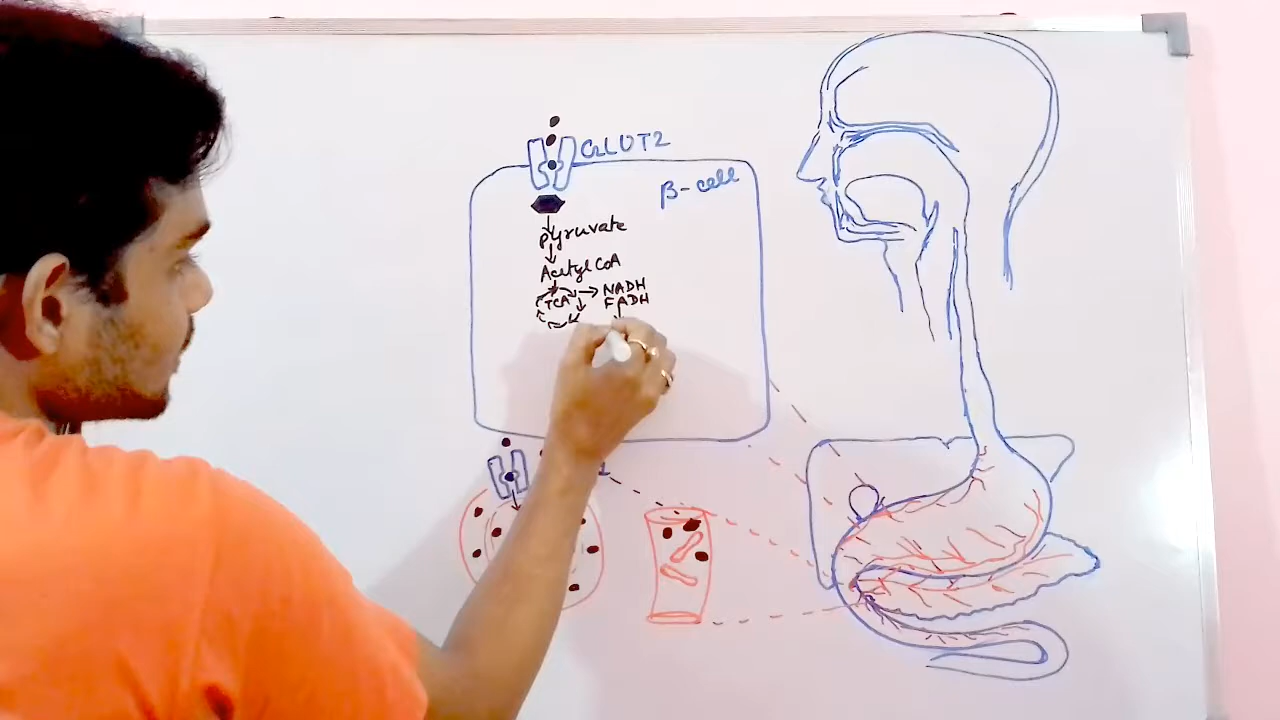 GLUT2
β-cell
pyruvate
Acetyl CoA
TCA
NADH
FADH